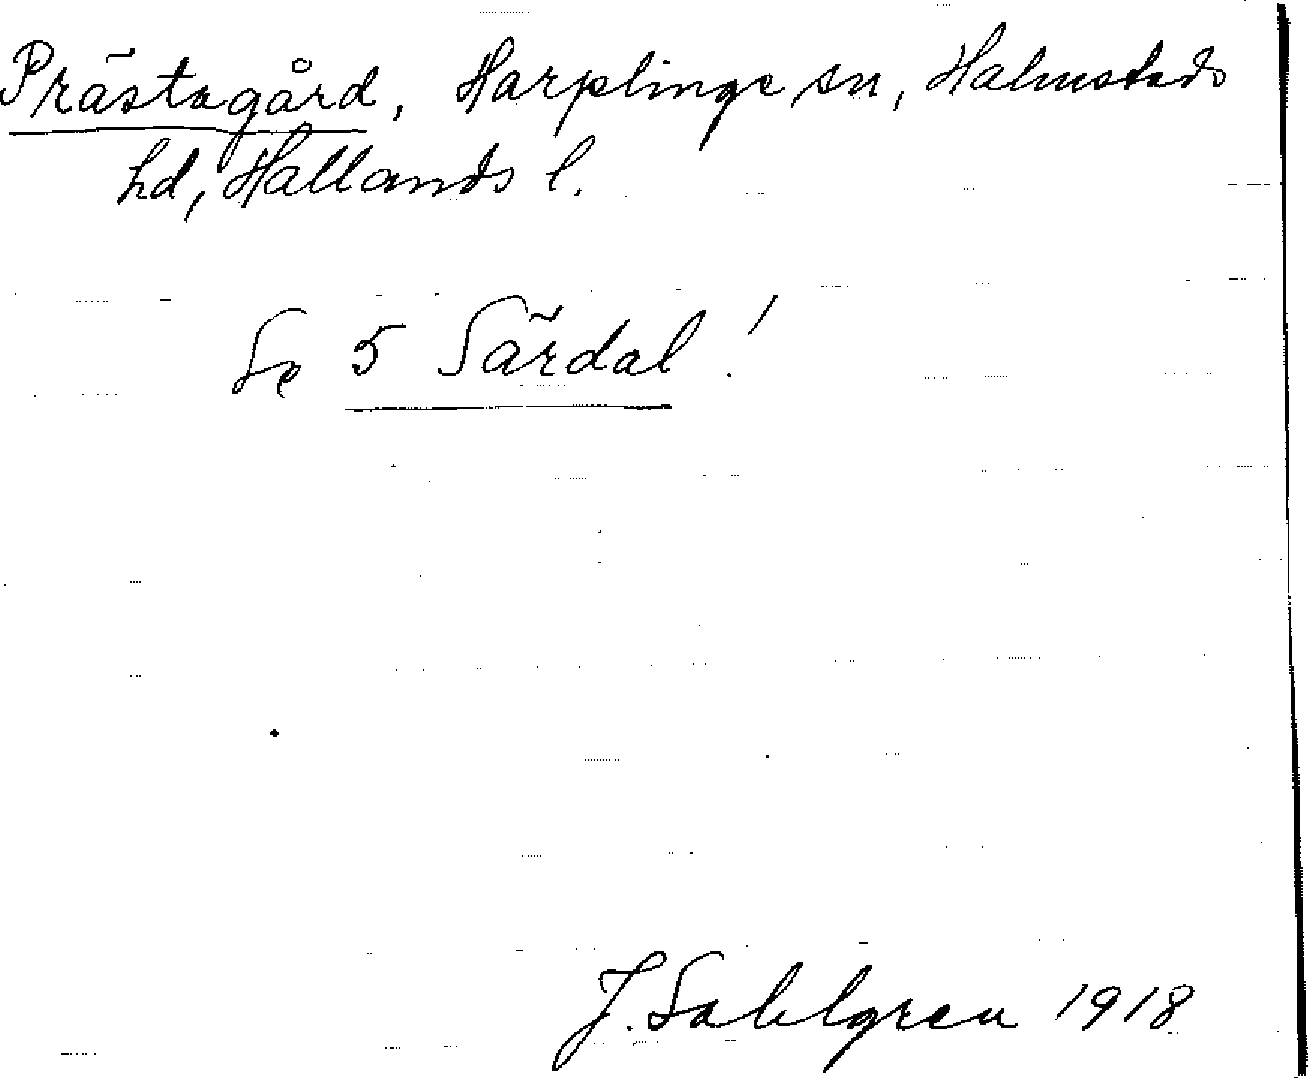 Prästagård, Harplinge sn, Halmstads
hd, Hallands l.
Se 5 Särdal!
J. Sahlgren 1918